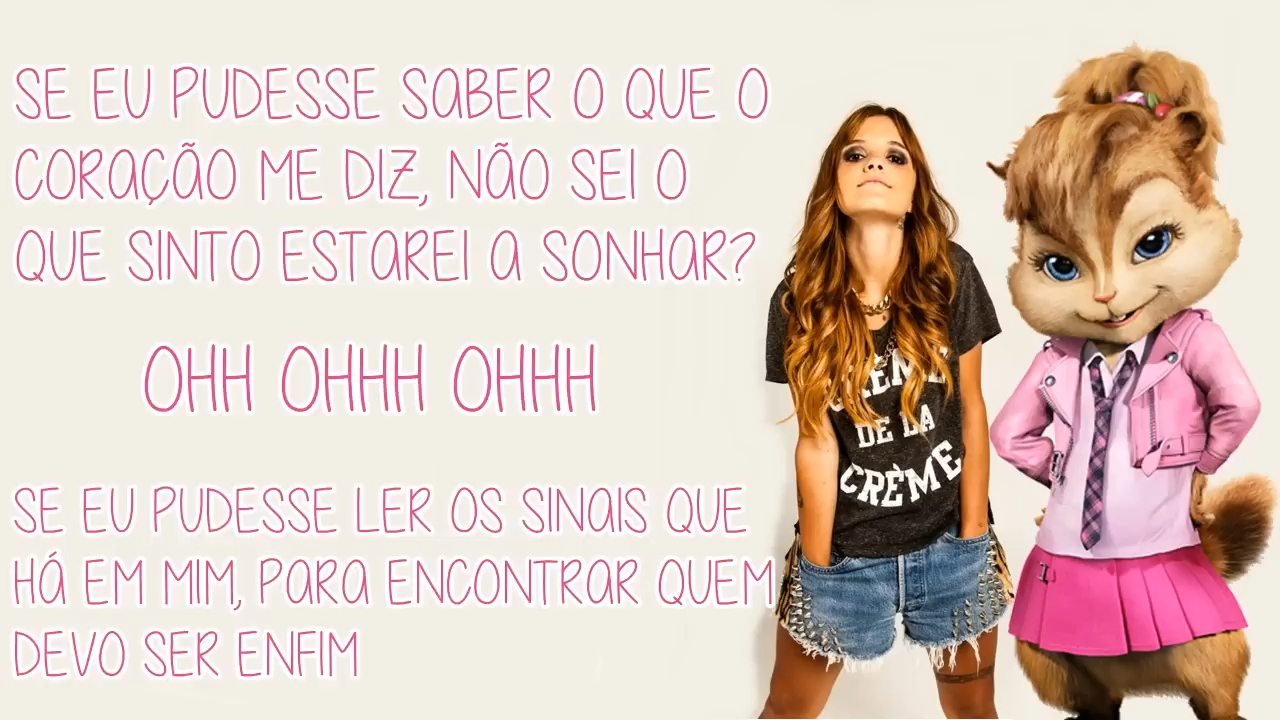 SE EU PUDESSE SABER O QUE O
CORAÇÃO ME DIZ, NÃO SEI O
QUE SINTO ESTAREI A SONHAR?
OHH OHHH OHHH
SE EU PUDESSE LER OS SINAIS QUE
HÁ EM MIM, PARA ENCONTRAR QUEM
DEVO SER ENFIM
CRÈME
DE LA
CRÈME